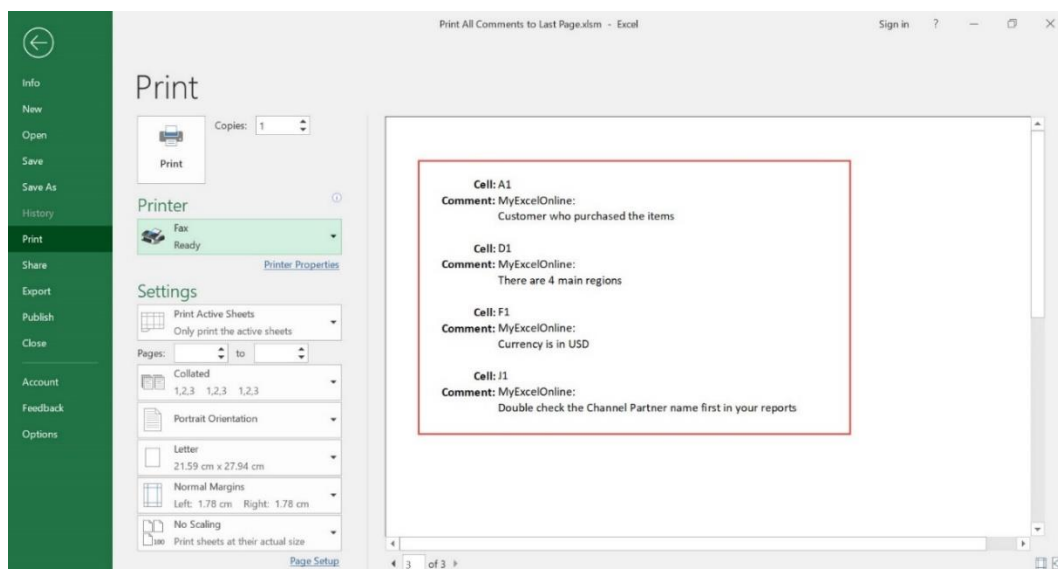 Print All Comments to Last Page.xlsm - Excel
Sign in ?
Info
New
Open
Save
Save As
History
Print
Share
Export
Publish
Close
Account
Feedback
Options
Print
Copies: 1
Print
Printer
Fax
Ready
Printer Properties
Settings
Print Active Sheets
Only print the active sheets
Pages: to
Collated
1,2,3 1,2,3 1,2,3
Portrait Orientation
Letter
21.59 cm x 27.94 cm
Normal Margins
Left: 1.78 cm Right: 1.78 cm
No Scaling
100 Print sheets at their actual size
Page Setup
Cell: A1
Comment: MyExcelOnline:
Customer who purchased the items
Cell: D1
Comment: MyExcelOnline:
There are 4 main regions
Cell: F1
Comment: MyExcelOnline:
Currency is in USD
Cell: J1
Comment: MyExcelOnline:
Double check the Channel Partner name first in your reports
3 of 3